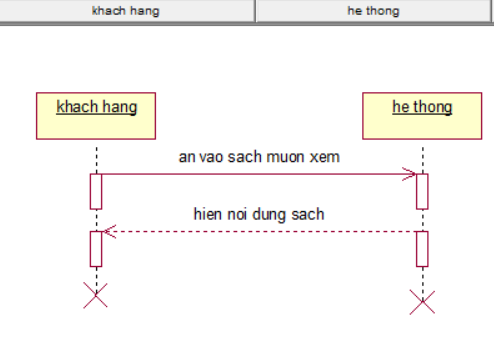 khach hang
he thong
khach hang
he thong
an vao sach muon xem
hien noi dung sach